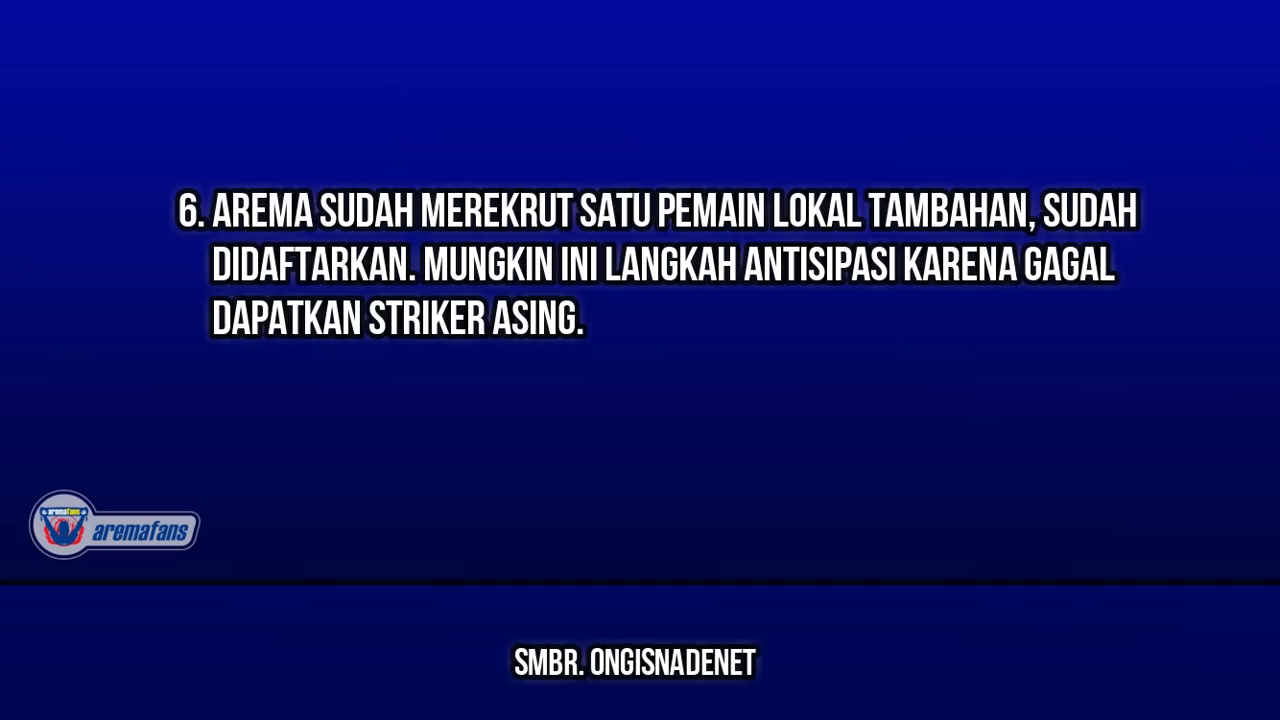 6. AREMA SUDAH MEREKRUT SATU PEMAIN LOKAL TAMBAHAN, SUDAH
DIDAFTARKAN. MUNGKIN INI LANGKAH ANTISIPASI KARENA GAGAL
DAPATKAN STRIKER ASING.
aremafans
aremafans
SMBR. ONGISNADENET